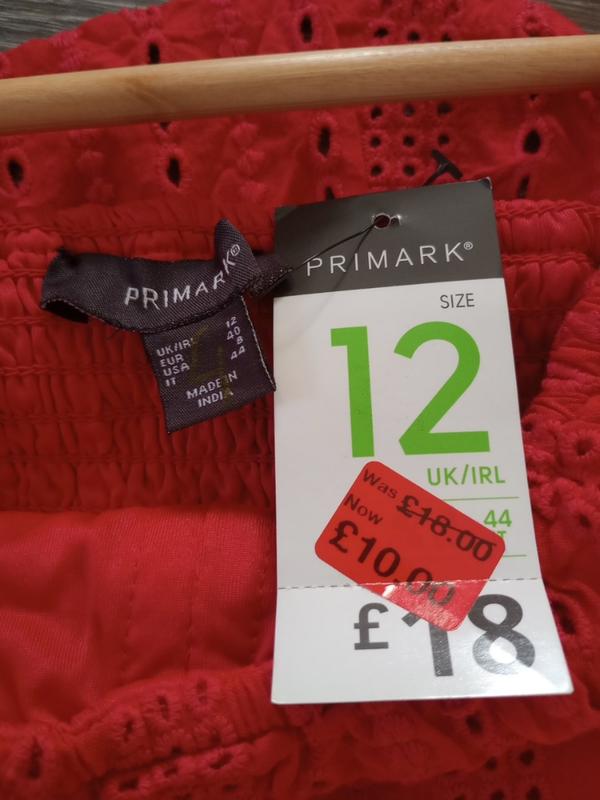 PRIMARK®
UK/IRL 12
EUR 40
USA 8
IT 44
MADE IN
INDIA
PRIMARK®
SIZE
12
UK/IRL
44
Was £18.00
Now
£10.00
£18